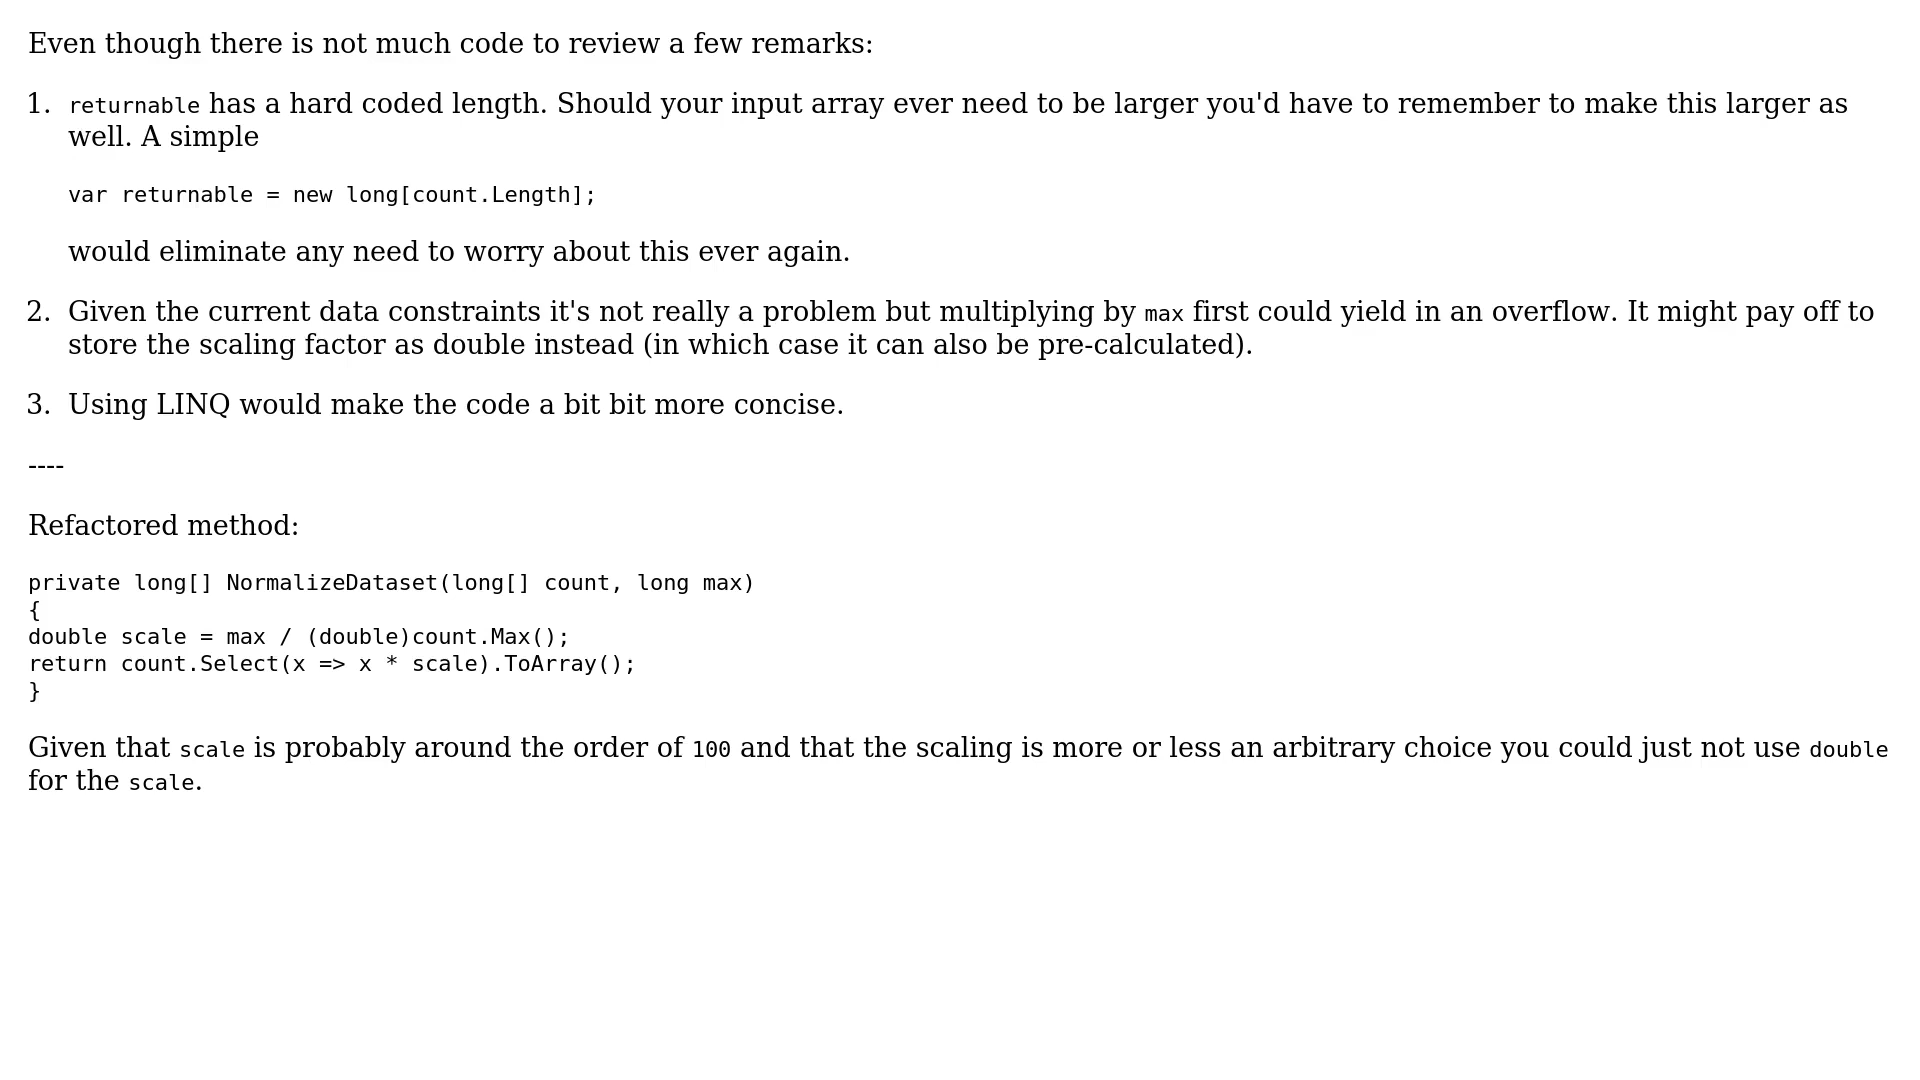 Even though there is not much code to review a few remarks:
1. returnable has a hard coded length. Should your input array ever need to be larger you'd have to remember to make this larger as
well. A simple
var returnable = new long[count.Length];
would eliminate any need to worry about this ever again.
2. Given the current data constraints it's not really a problem but multiplying by max first could yield in an overflow. It might pay off to
store the scaling factor as double instead (in which case it can also be pre-calculated).
3. Using LINQ would make the code a bit bit more concise.
----
Refactored method:
private long[] NormalizeDataset(long[] count, long max)
{
double scale = max / (double)count.Max();
return count.Select(x => x * scale).ToArray();
}
Given that scale is probably around the order of 100 and that the scaling is more or less an arbitrary choice you could just not use double
for the scale.